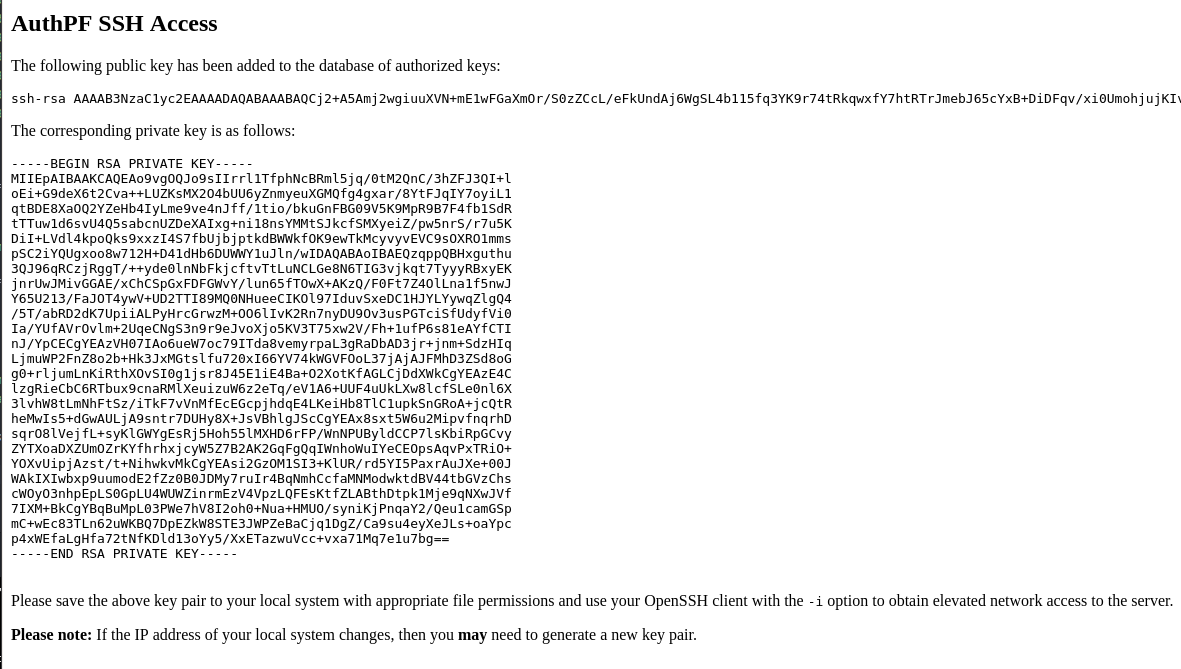 AuthPF SSH Access
The following public key has been added to the database of authorized keys:
ssh-rsa AAAAB3NzaC1yc2EAAAADAQABAAABAQCj2+A5Amj2wgiuuXVN+mE1wFGaXmOr/S0zZCcL/eFkUndAj6WgSL4b115fq3YK9r74tRkqwxfY7htRTrJmebJ65cYxB+DiDFqv/xi0UmohjujKIv
The corresponding private key is as follows:
-----BEGIN RSA PRIVATE KEY-----
MIIEpAIBAAKCAQEAo9vgOQJo9sIIrrl1TfphNcBRml5jq/0tM2QnC/3hZFJ3QI+l
oEi+G9deX6t2Cva++LUZKsMX2O4bUU6yZnmyeuXGMQfg4gxar/8YtFJqIY7oyiL1
qtBDE8XaOQ2YZeHb4IyLme9ve4nJff/1tio/bkuGnFBG09V5K9MpR9B7F4fb1SdR
tTTuw1d6svU4Q5sabcnUZDeXAIxg+ni18nsYMMtSJkcfSMXyeiZ/pw5nrS/r7u5K
DiI+LVdl4kpoQks9xxzI4S7fbUjbjptkdBWWkfOK9ewTkMcyvyvEVC9sOXRO1mms
pSC2iYQUgxoo8w712H+D41dHb6DUWWY1uJln/wIDAQABAoIBAEQzqppQBHxguthu
3QJ96qRCzjRggT/++yde0lnNbFkjcftvTtLuNCLGe8N6TIG3vjkqt7TyyyRBxyEK
jnrUwJMivGGAE/xChCSpGxFDFGWvY/lun65fTOwX+AKzQ/F0Ft7Z4OlLna1f5nwJ
Y65U213/FaJOT4ywV+UD2TTI89MQ0NHueeCIKOl97IduvSxeDC1HJYLYywqZlgQ4
/5T/abRD2dK7UpiiALPyHrcGrwzM+OO6lIvK2Rn7nyDU9Ov3usPGTciSfUdyfVi0
Ia/YUfAVrOvlm+2UqeCNgS3n9r9eJvoXjo5KV3T75xw2V/Fh+1ufP6s81eAYfCTI
nJ/YpCECgYEAzVH07IAo6ueW7oc79ITda8vemyrpaL3gRaDbAD3jr+jnm+SdzHIq
LjmuWP2FnZ8o2b+Hk3JxMGtslfu720xI66YV74kWGVFOoL37jAjAJFMhD3ZSd8oG
g0+rljumLnKiRthXOvSI0g1jsr8J45E1iE4Ba+O2XotKfAGLCjDdXWkCgYEAzE4C
lzgRieCbC6RTbux9cnaRMlXeuizuW6z2eTq/eV1A6+UUF4uUkLXw8lcfSLe0nl6X
3lvhW8tLmNhFtSz/iTkF7vVnMfEcEGcpjhdqE4LKeiHb8TlC1upkSnGRoA+jcQtR
heMwIs5+dGwAULjA9sntr7DUHy8X+JsVBhlgJScCgYEAx8sxt5W6u2MipvfnqrhD
sqrO8lVejfL+syKlGWYgEsRj5Hoh55lMXHD6rFP/WnNPUByldCCP7lsKbiRpGCvy
ZYTXoaDXZUmOZrKYfhrhxjcyW5Z7B2AK2GqFgQqIWnhoWuIYeCEOpsAqvPxTRiO+
YOXvUipjAzst/t+NihwkvMkCgYEAsi2GzOM1SI3+KlUR/rd5YI5PaxrAuJXe+00J
WAkIXIwbxp9uumodE2fZz0B0JDMy7ruIr4BqNmhCcfaMNModwktdBV44tbGVzChs
cWOyO3nhpEpLS0GpLU4WUWZinrmEzV4VpzLQFEsKtfZLABthDtpk1Mje9qNXwJVf
7IXM+BkCgYBqBuMpL03PWe7hV8I2oh0+Nua+HMUO/syniKjPnqaY2/Qeu1camGSp
mC+wEc83TLn62uWKBQ7DpEZkW8STE3JWPZeBaCjq1DgZ/Ca9su4eyXeJLs+oaYpc
p4xWEfaLgHfa72tNfKDld13oYy5/XxETazwuVcc+vxa71Mq7e1u7bg==
-----END RSA PRIVATE KEY-----
Please save the above key pair to your local system with appropriate file permissions and use your OpenSSH client with the -i option to obtain elevated network access to the server.
Please note: If the IP address of your local system changes, then you may need to generate a new key pair.